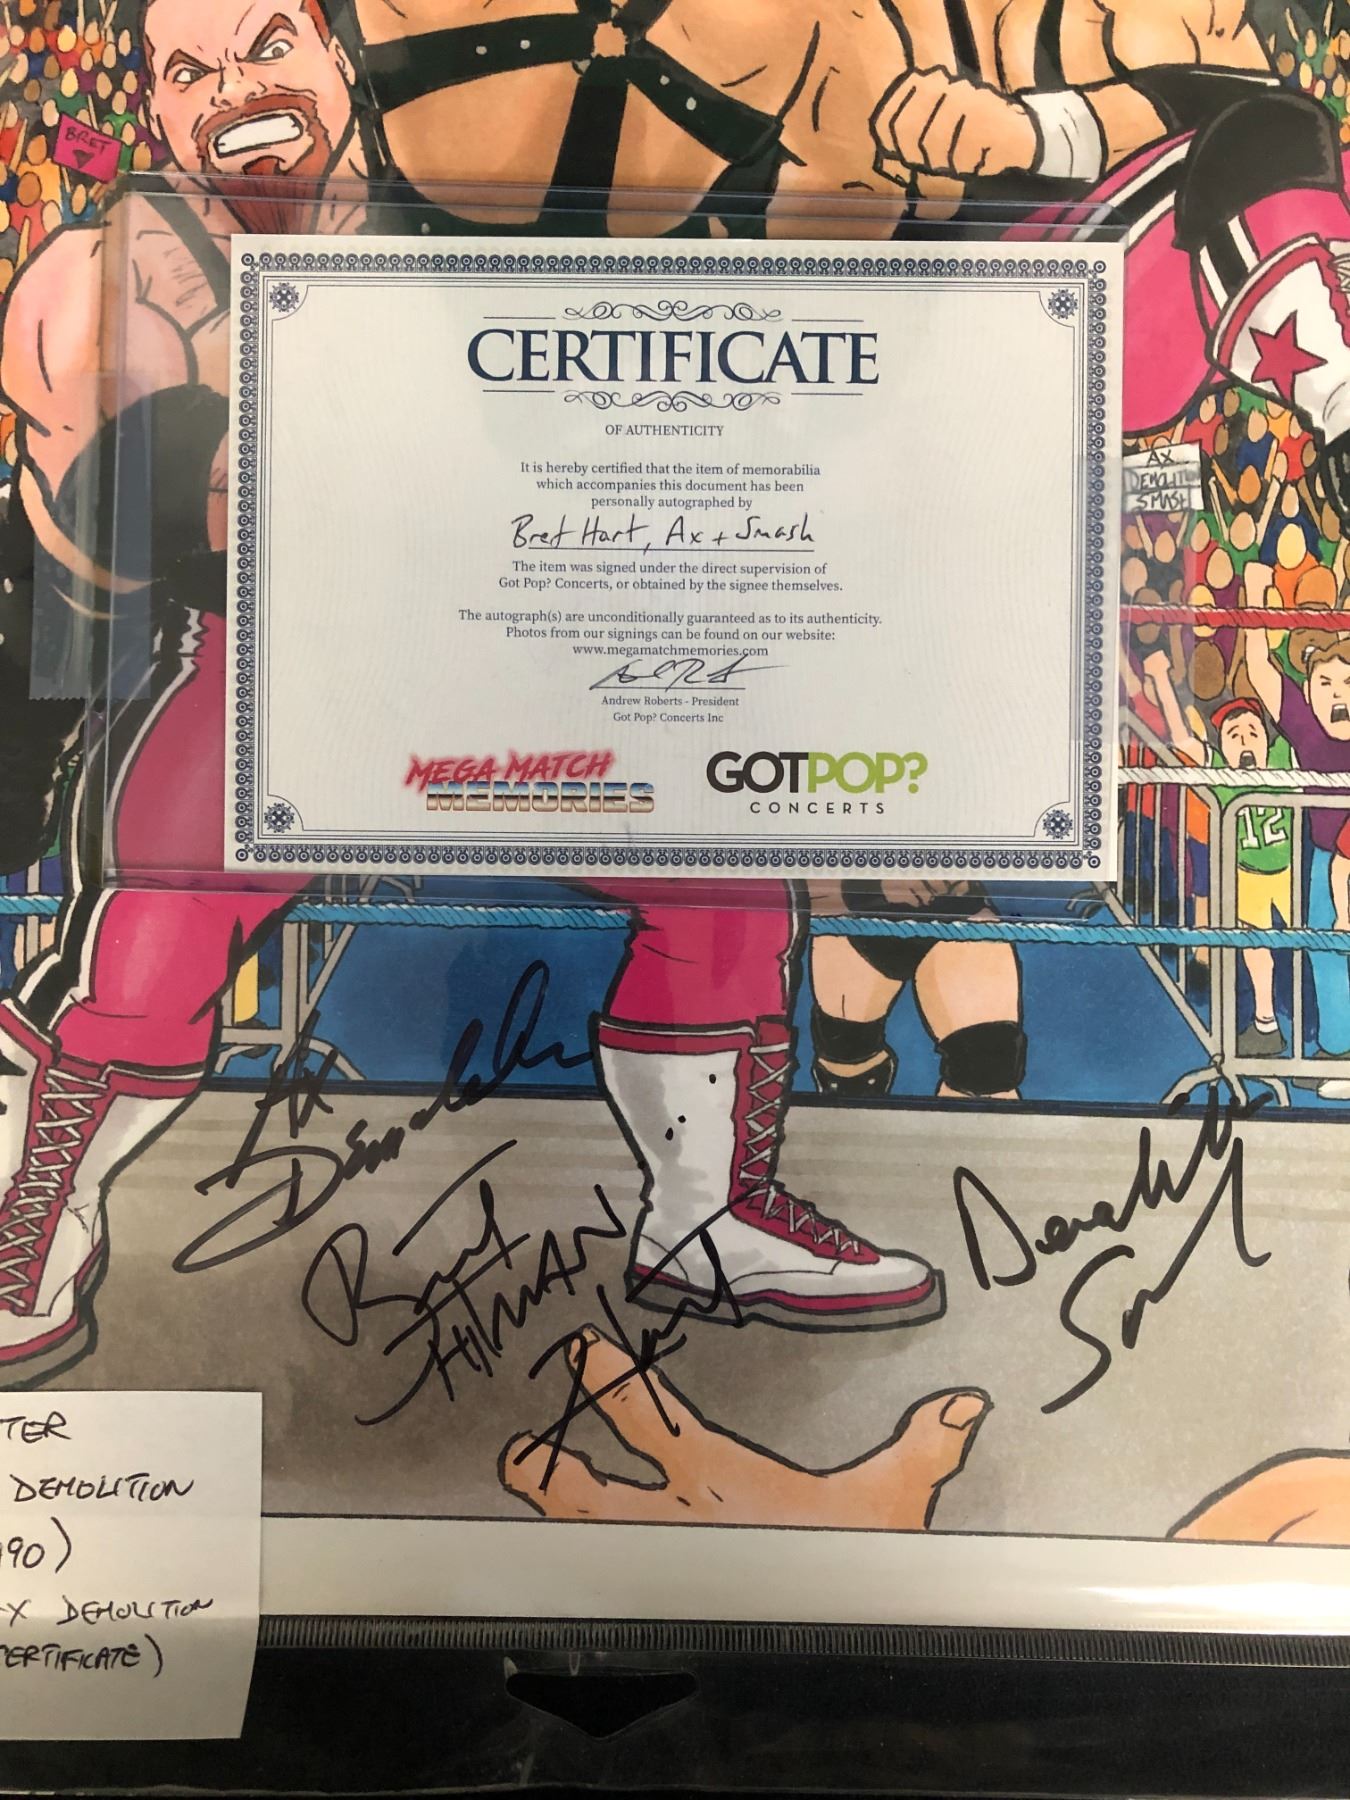 BRET
CERTIFICATE
OF AUTHENTICITY
It is hereby certified that the item of memorabilia
which accompanies this document has been
personally autographed by
Bret Hart, Ax + Smash
The item was signed under the direct supervision of
Got Pop? Concerts, or obtained by the signee themselves.
The autograph(s) are unconditionally guaranteed as to its authenticity.
Photos from our signings can be found on our website:
www.megamatchmemories.com
Andrew Roberts - President
Got Pop? Concerts Inc
MEGA MATCH
MEMORIES
GOTPOP?
CONCERTS
AX
DEMOLITION
SMASH
12
Ax
Demolition
Bret
HITMAN
Hart
Demolition
Smash
TER
DEMOLITION
90)
X DEMOLITION
CERTIFICATE)